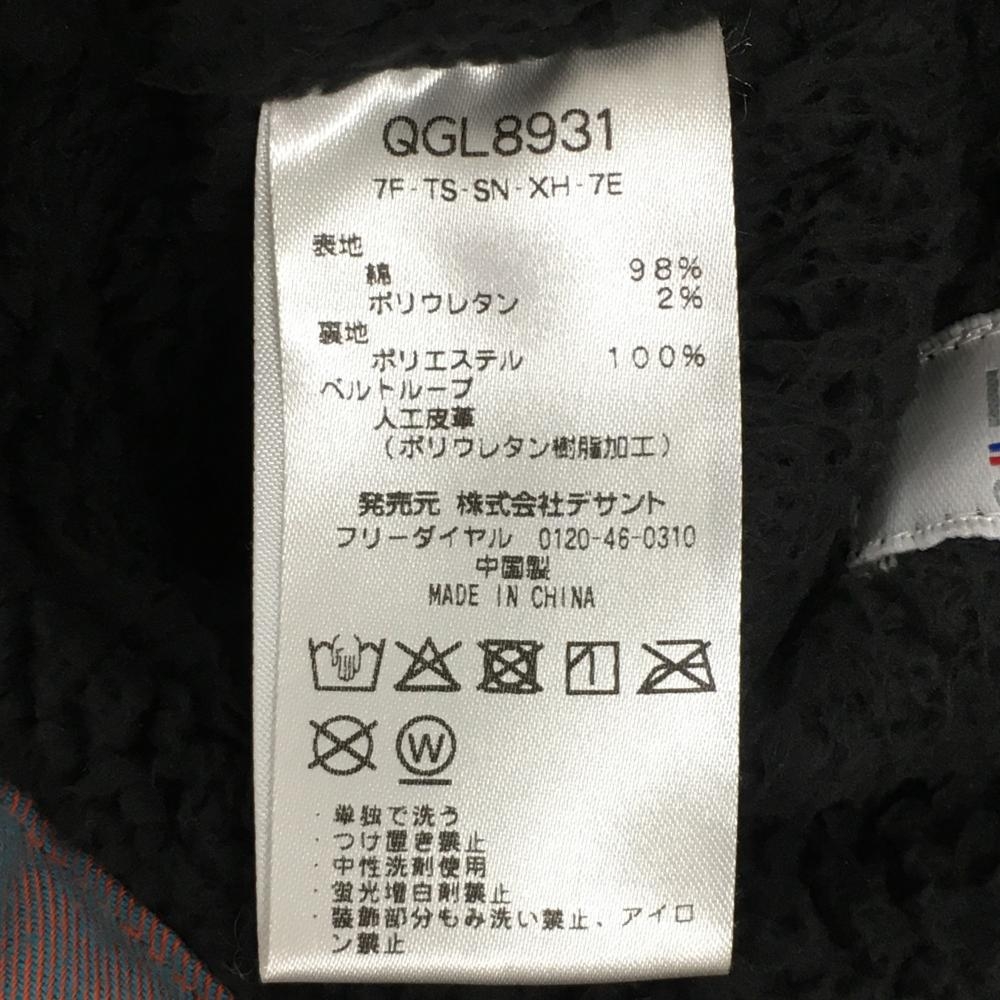 QGL8931
7F-TS-SN-XH-7E
表地
綿 98%
ポリウレタン 2%
裏地
ポリエステル 100%
ベルトループ
人工皮革
(ポリウレタン樹脂加工)
発売元 株式会社デサント
フリーダイヤル 0120-46-0310
中国製
MADE IN CHINA
W
・単独で洗う
・つけ置き禁止
・中性洗剤使用
・蛍光増白剤禁止
・装飾部分もみ洗い禁止、アイロ
ン禁止